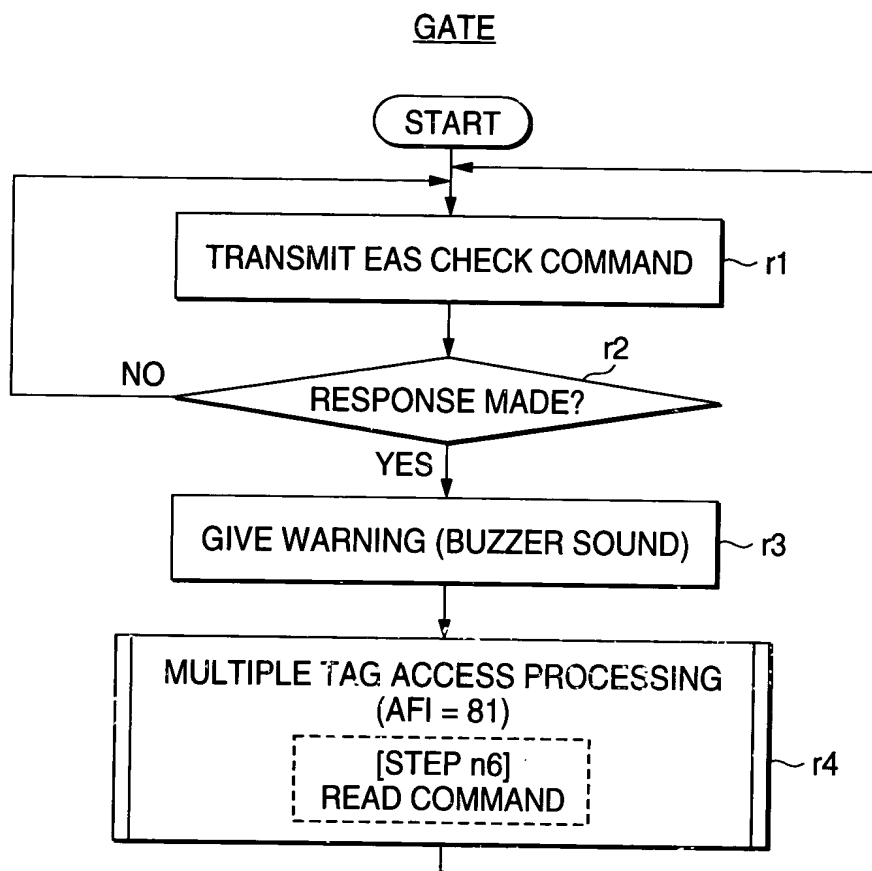 GATE
START
TRANSMIT EAS CHECK COMMAND
r1
r2
NO
RESPONSE MADE?
YES
GIVE WARNING (BUZZER SOUND)
r3
MULTIPLE TAG ACCESS PROCESSING
(AFI = 81)
[STEP n6]
READ COMMAND
r4